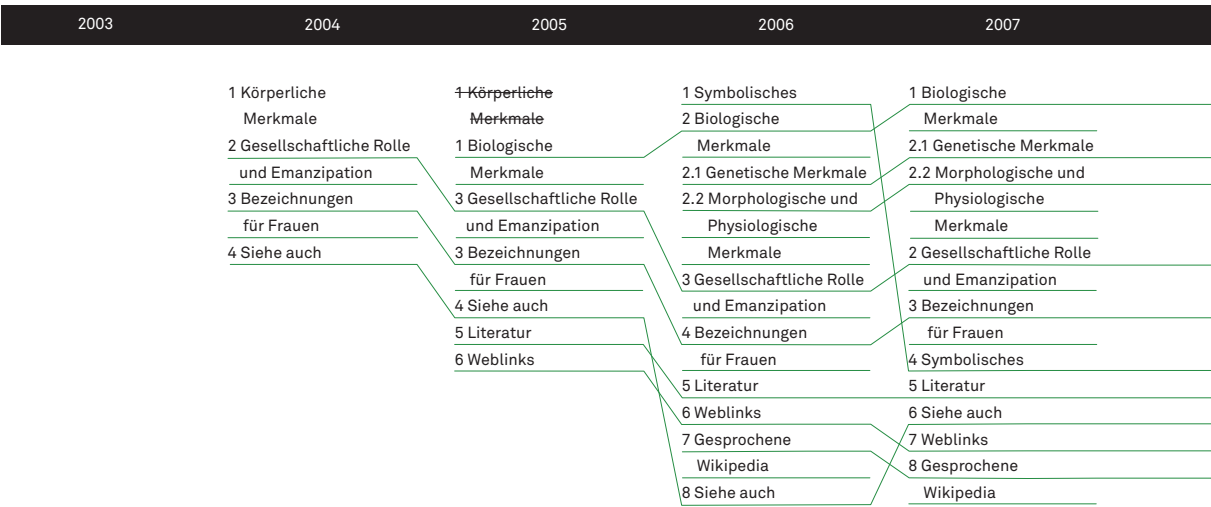 2003 2004 2005 2006 2007
1 Körperliche
Merkmale
2 Gesellschaftliche Rolle
und Emanzipation
3 Bezeichnungen
für Frauen
4 Siehe auch
1 Körperliche
Merkmale
1 Biologische
Merkmale
3 Gesellschaftliche Rolle
und Emanzipation
3 Bezeichnungen
für Frauen
4 Siehe auch
5 Literatur
6 Weblinks
1 Symbolisches
2 Biologische
Merkmale
2.1 Genetische Merkmale
2.2 Morphologische und
Physiologische
Merkmale
3 Gesellschaftliche Rolle
und Emanzipation
4 Bezeichnungen
für Frauen
5 Literatur
6 Weblinks
7 Gesprochene
Wikipedia
8 Siehe auch
1 Biologische
Merkmale
2.1 Genetische Merkmale
2.2 Morphologische und
Physiologische
Merkmale
2 Gesellschaftliche Rolle
und Emanzipation
3 Bezeichnungen
für Frauen
4 Symbolisches
5 Literatur
6 Siehe auch
7 Weblinks
8 Gesprochene
Wikipedia